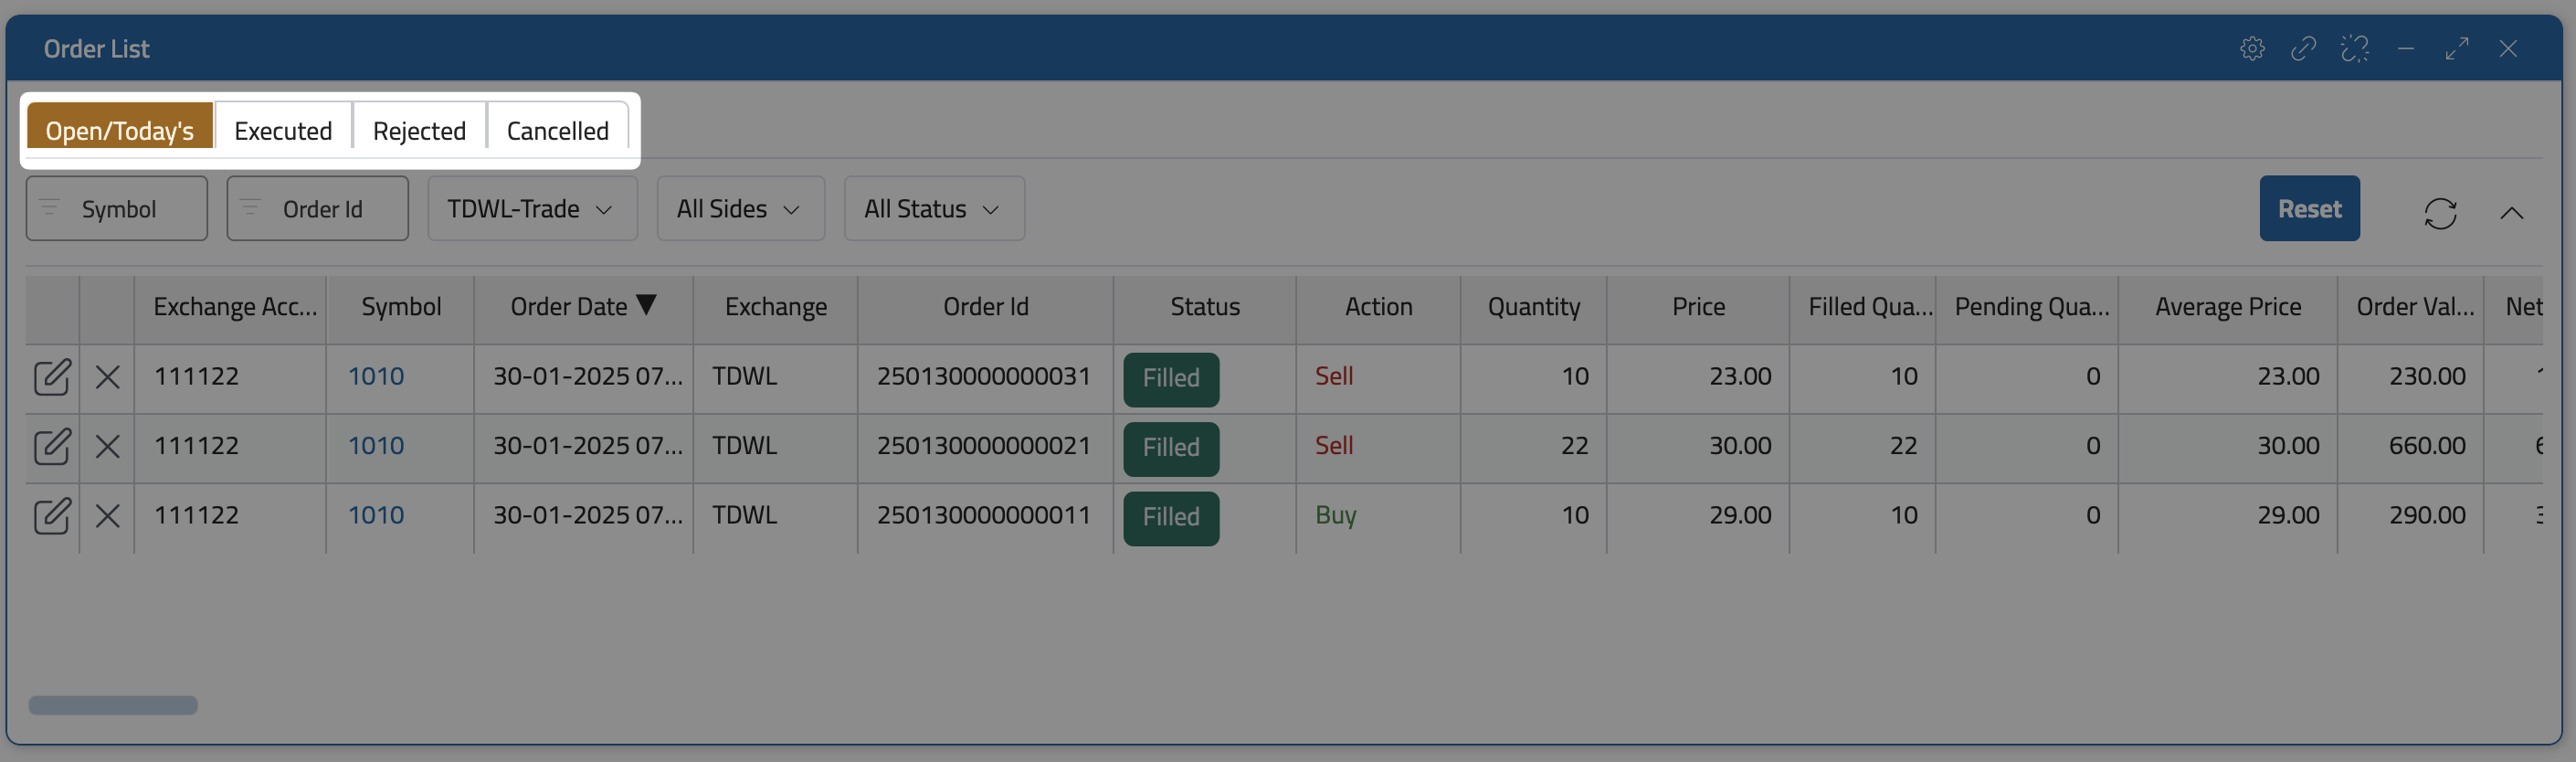 Order List
Open/Today's Executed Rejected Cancelled
Symbol Order Id TDWL-Trade All Sides All Status Reset
Exchange Acc... Symbol Order Date Exchange Order Id Status Action Quantity Price Filled Qua... Pending Qua... Average Price Order Val... Net
111122 1010 30-01-2025 07... TDWL 250130000000031 Filled Sell 10 23.00 10 0 23.00 230.00
111122 1010 30-01-2025 07... TDWL 250130000000021 Filled Sell 22 30.00 22 0 30.00 660.00
111122 1010 30-01-2025 07... TDWL 250130000000011 Filled Buy 10 29.00 10 0 29.00 290.00